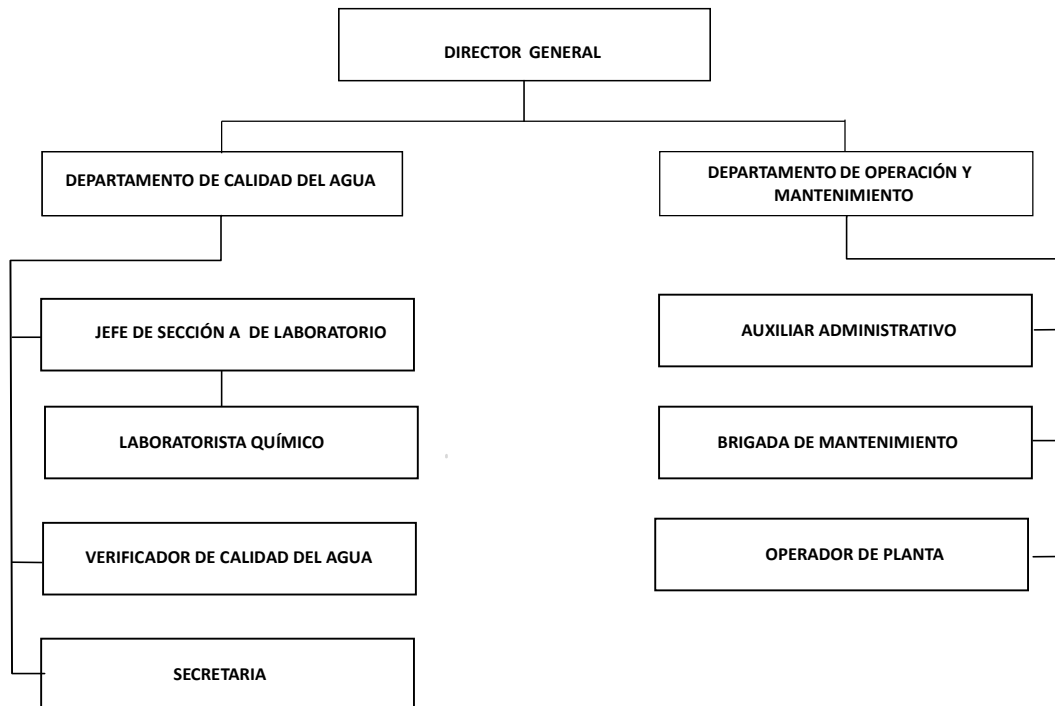 DIRECTOR GENERAL
DEPARTAMENTO DE CALIDAD DEL AGUA
JEFE DE SECCIÓN A DE LABORATORIO
LABORATORISTA QUÍMICO
VERIFICADOR DE CALIDAD DEL AGUA
SECRETARIA
DEPARTAMENTO DE OPERACIÓN Y
MANTENIMIENTO
AUXILIAR ADMINISTRATIVO
BRIGADA DE MANTENIMIENTO
OPERADOR DE PLANTA